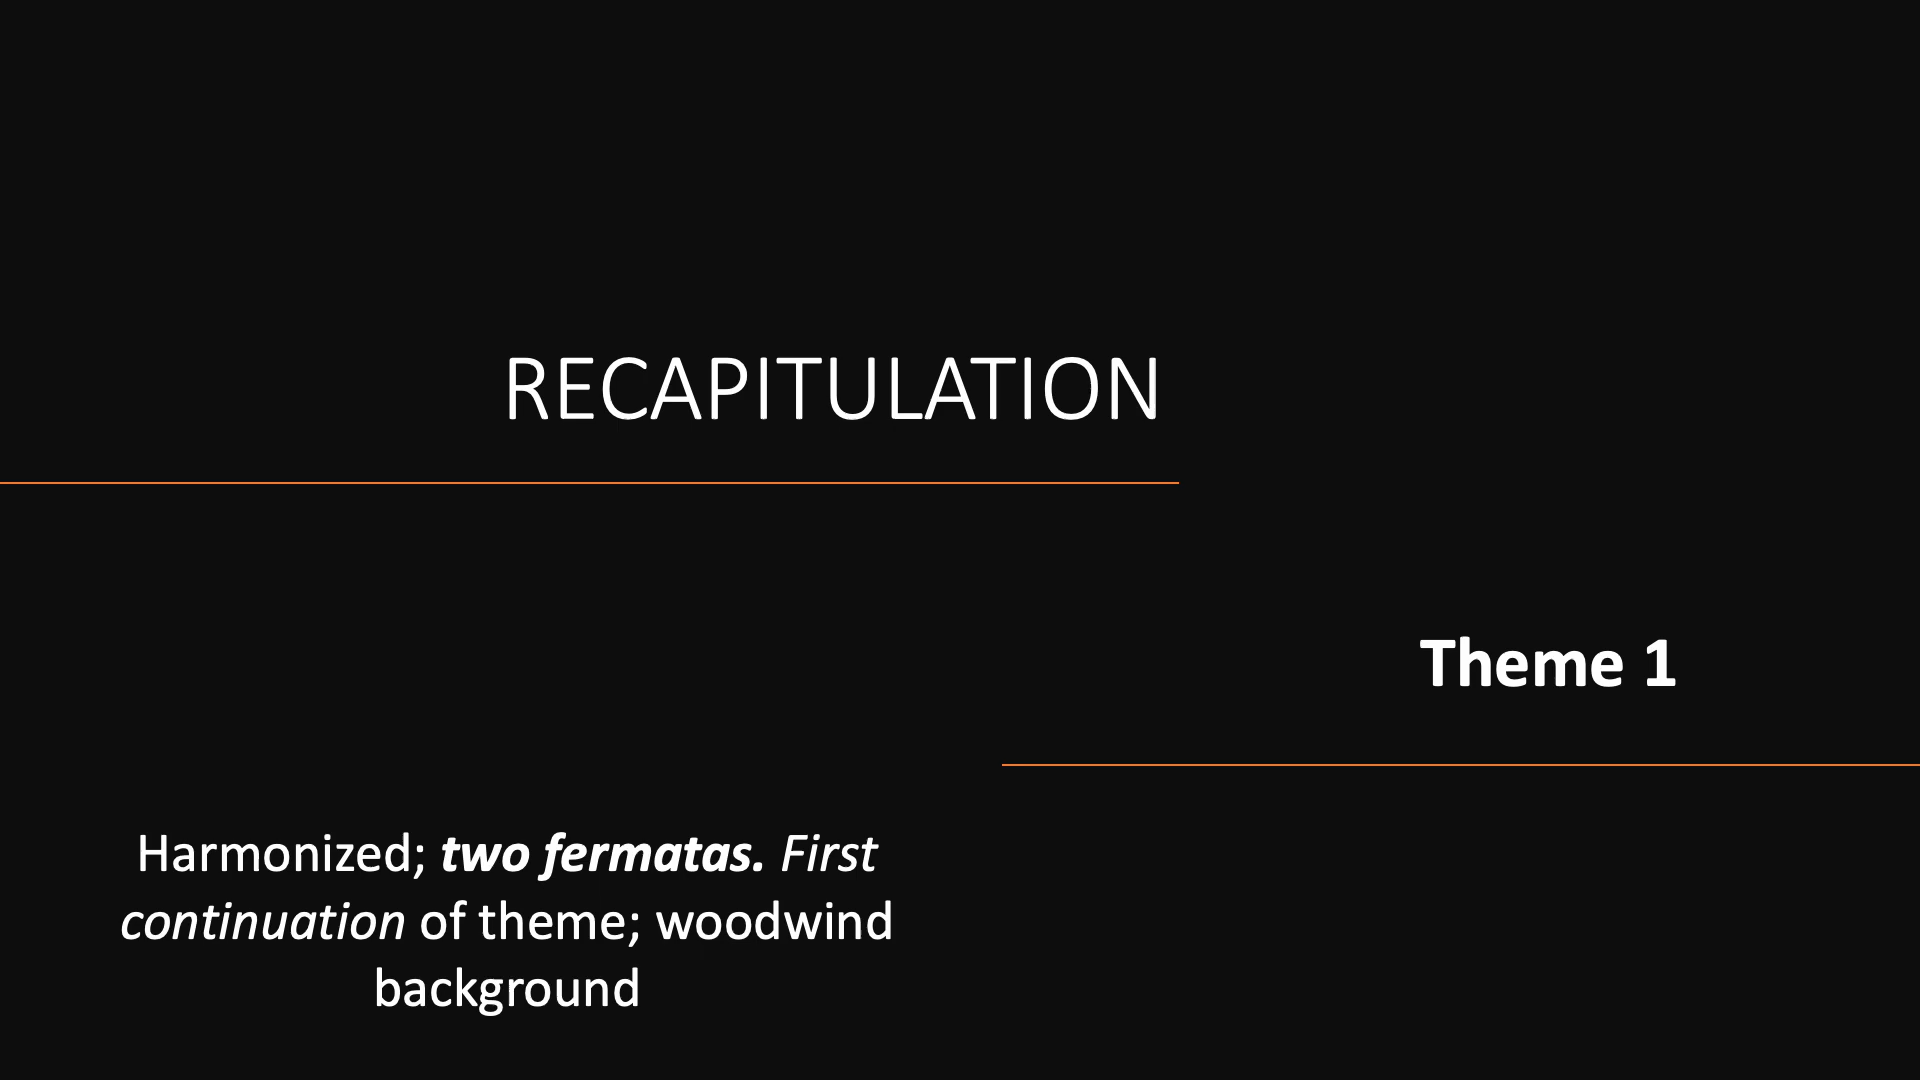 RECAPITULATION
Theme 1
Harmonized; two fermatas. First
continuation of theme; woodwind
background